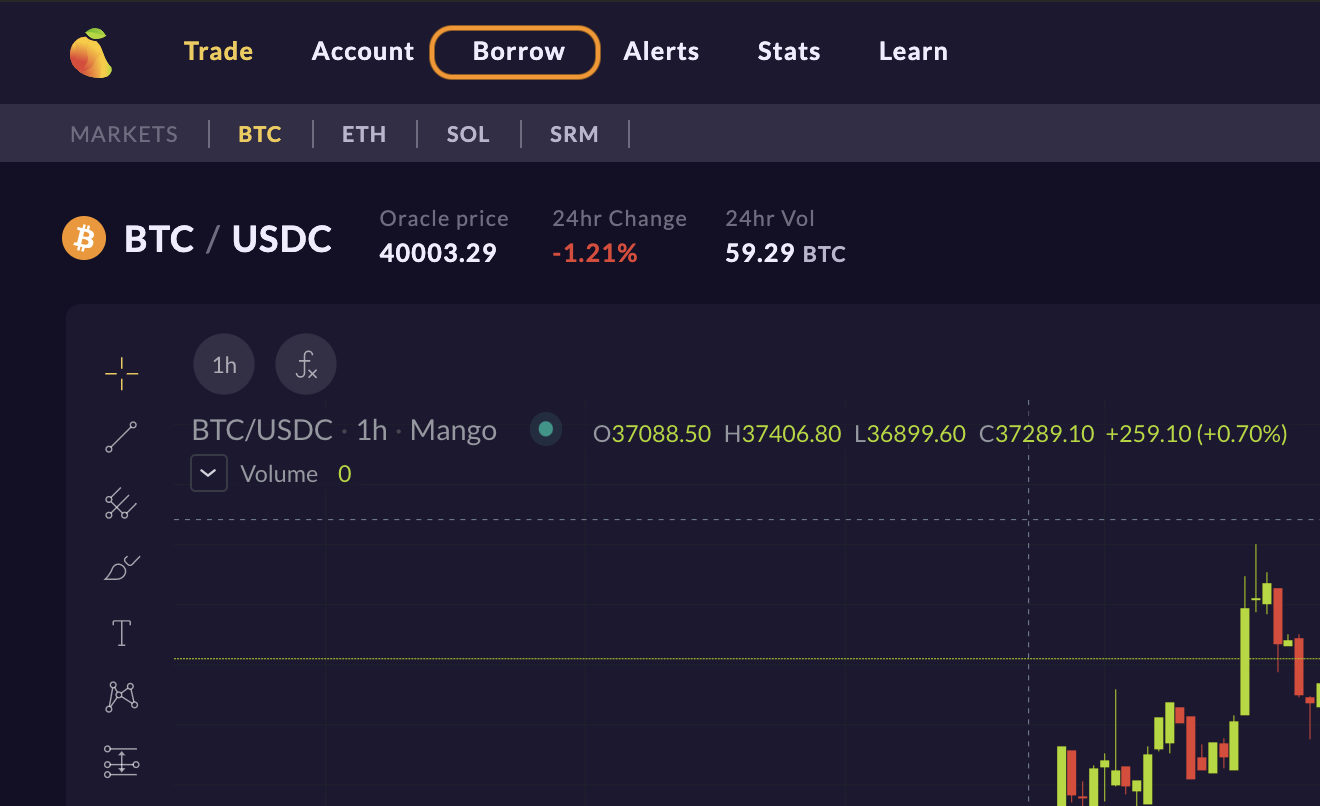 Trade Account Borrow Alerts Stats Learn
MARKETS BTC ETH SOL SRM
BTC / USDC
Oracle price 24hr Change 24hr Vol
40003.29 -1.21% 59.29 BTC
1h fx
BTC/USDC · 1h · Mango O37088.50 H37406.80 L36899.60 C37289.10 +259.10 (+0.70%)
Volume 0